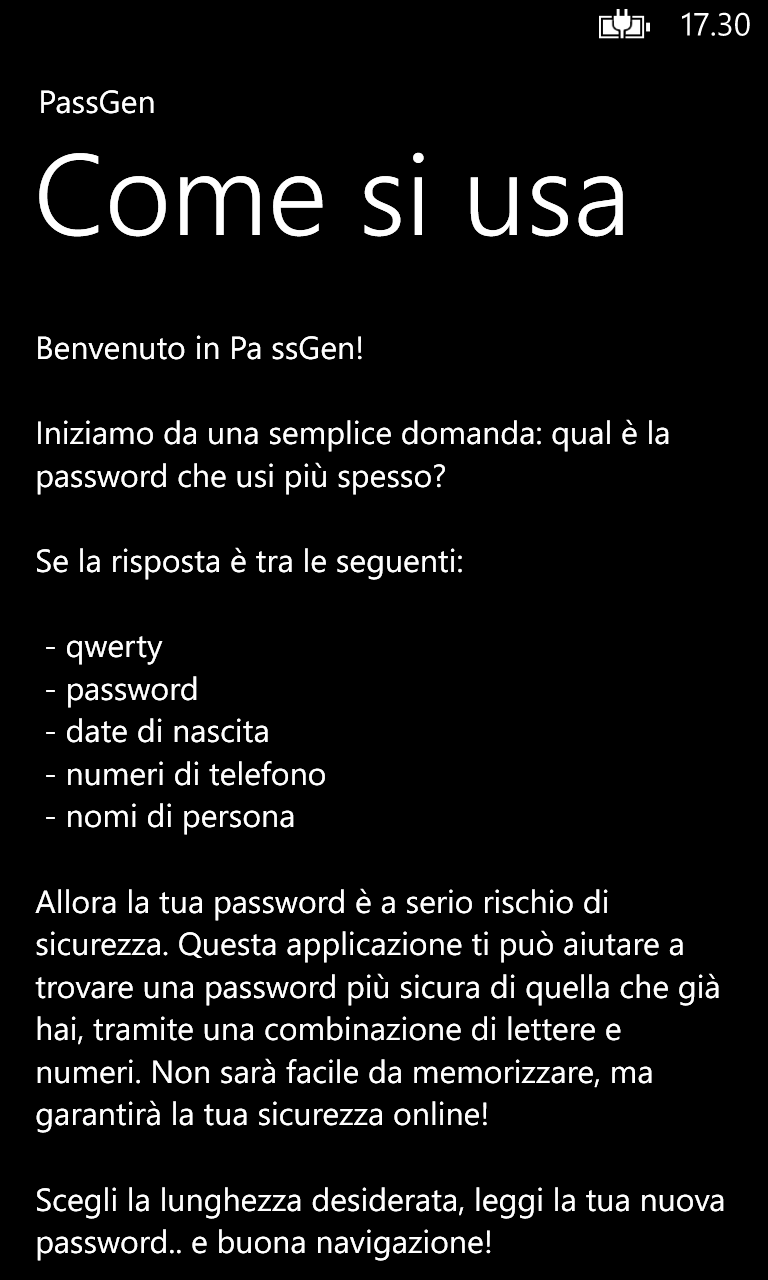 17.30
PassGen
Come si usa
Benvenuto in Pa ssGen!
Iniziamo da una semplice domanda: qual è la
password che usi più spesso?
Se la risposta è tra le seguenti:
- qwerty
- password
- date di nascita
- numeri di telefono
- nomi di persona
Allora la tua password è a serio rischio di
sicurezza. Questa applicazione ti può aiutare a
trovare una password più sicura di quella che già
hai, tramite una combinazione di lettere e
numeri. Non sarà facile da memorizzare, ma
garantirà la tua sicurezza online!
Scegli la lunghezza desiderata, leggi la tua nuova
password.. e buona navigazione!